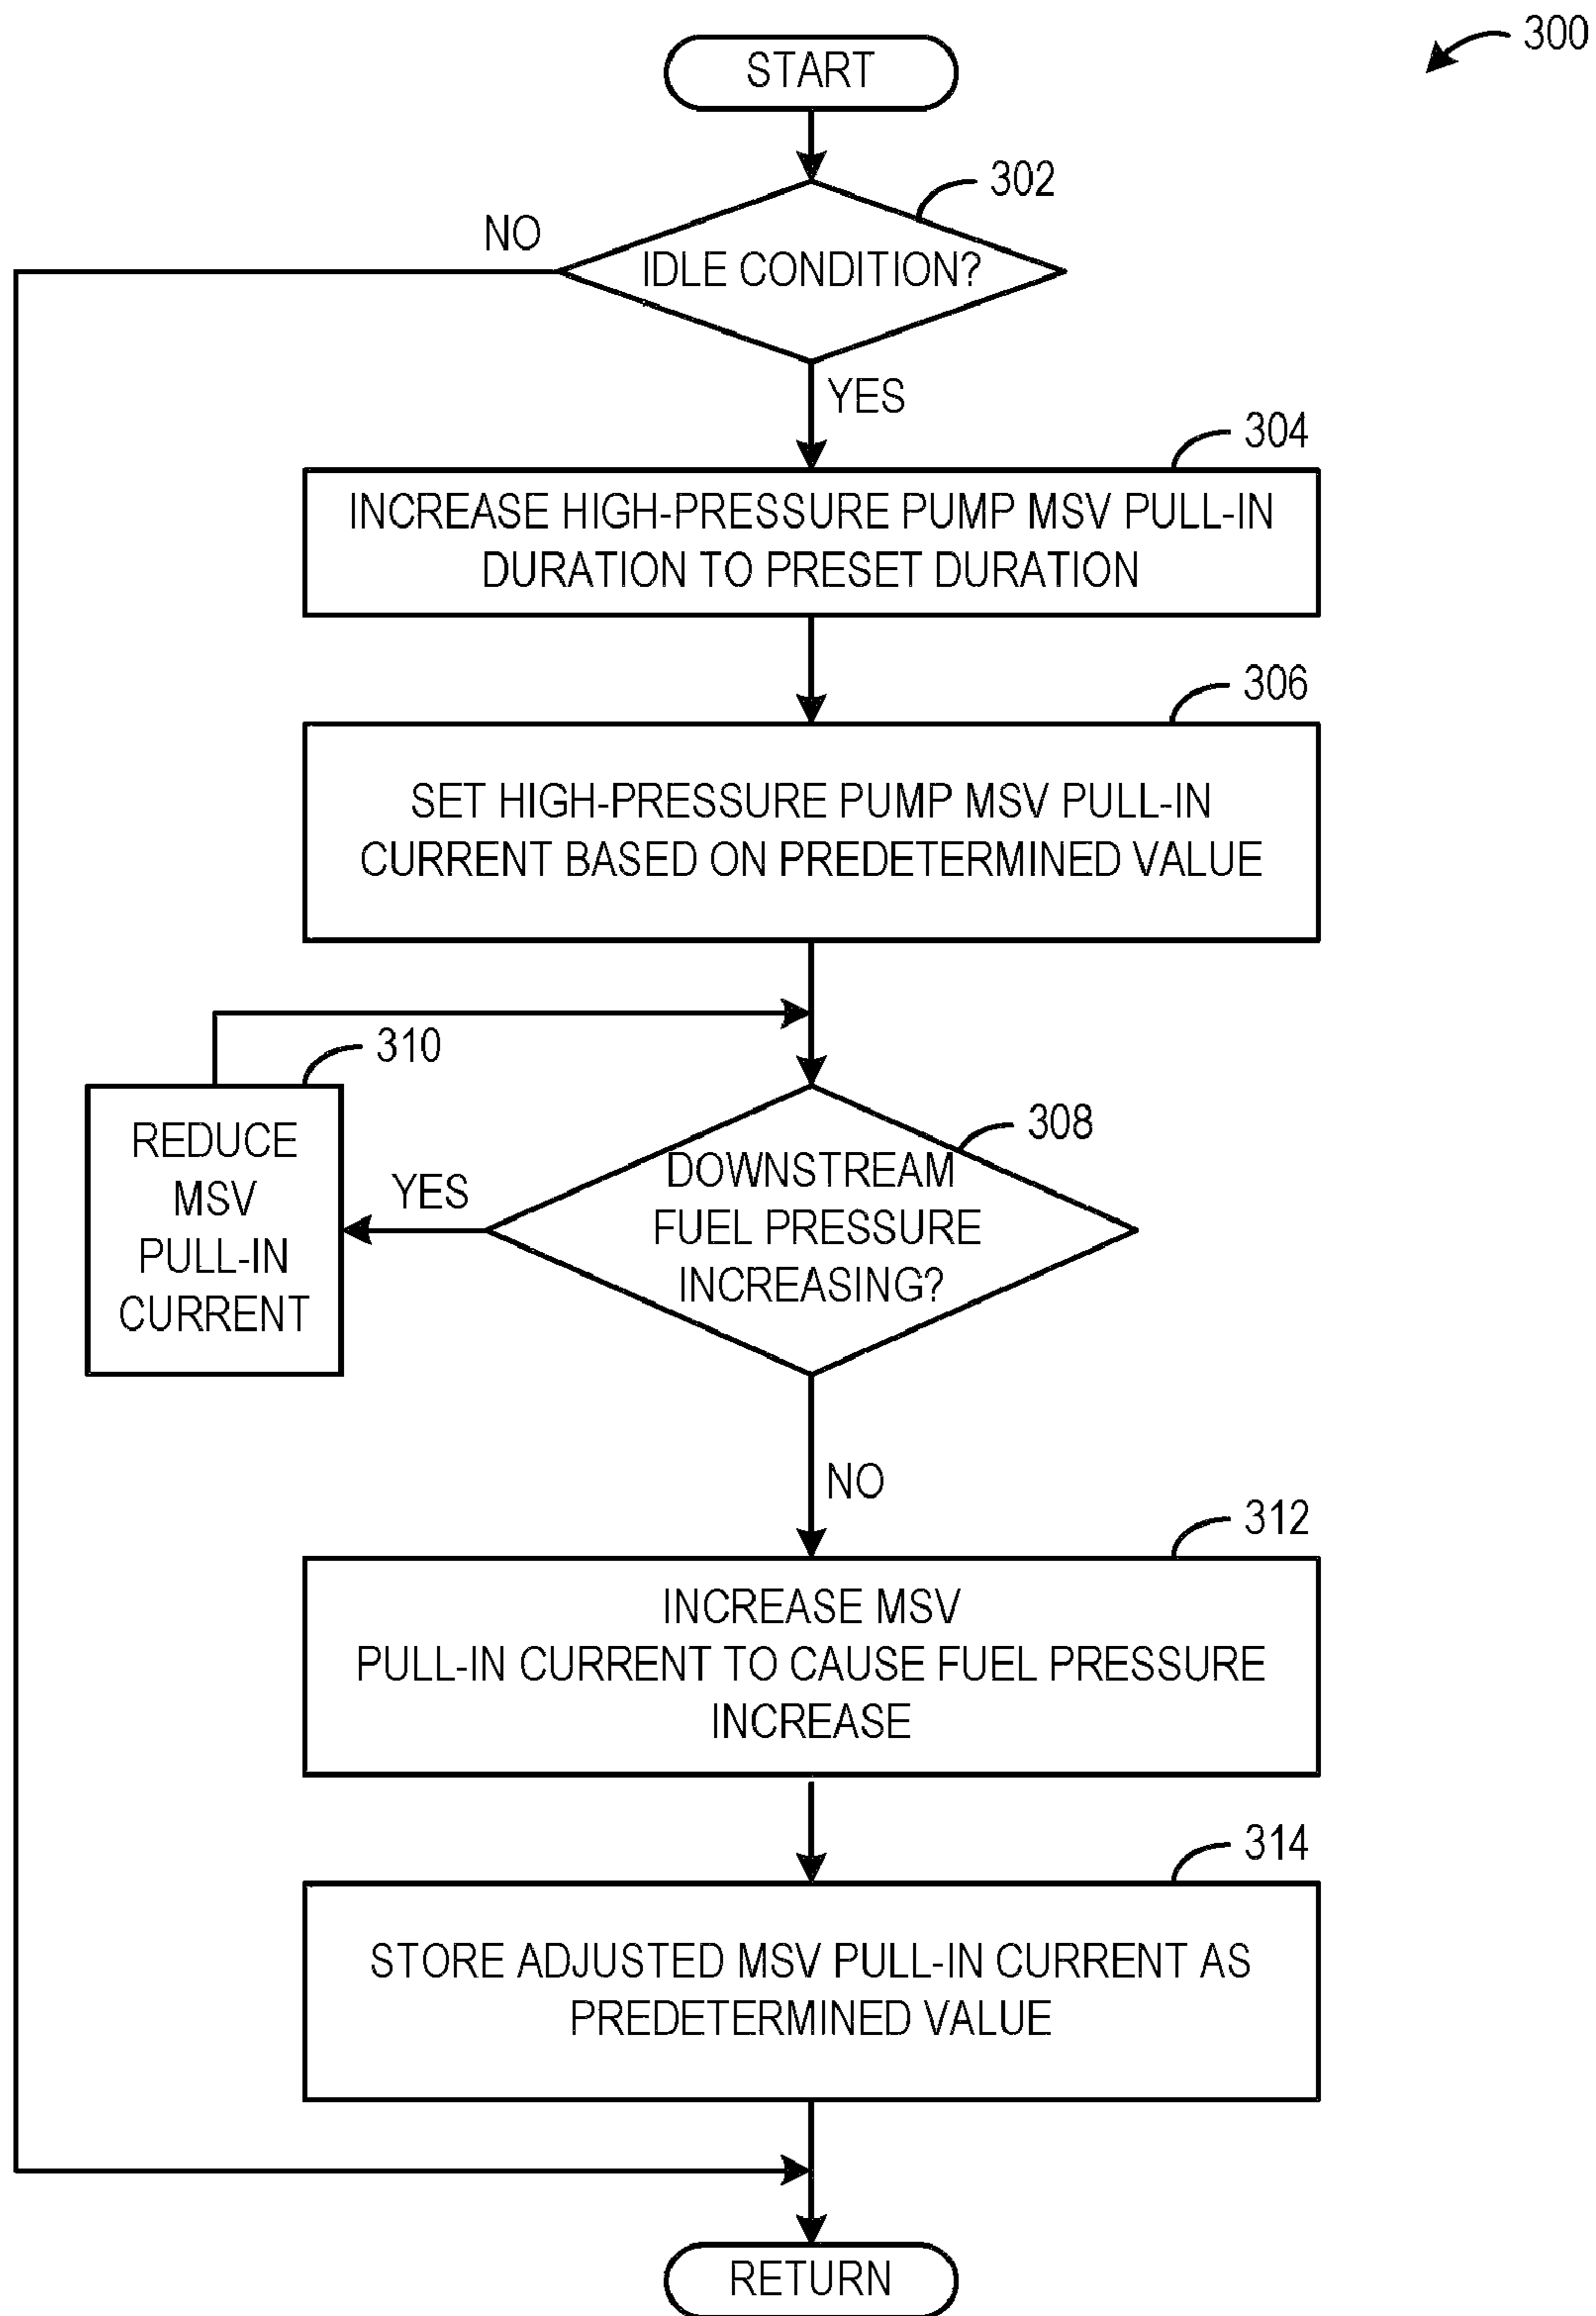 300
START
302
NO
IDLE CONDITION?
YES
304
INCREASE HIGH-PRESSURE PUMP MSV PULL-IN
DURATION TO PRESET DURATION
306
SET HIGH-PRESSURE PUMP MSV PULL-IN
CURRENT BASED ON PREDETERMINED VALUE
310
REDUCE
MSV
PULL-IN
CURRENT
YES
308
DOWNSTREAM
FUEL PRESSURE
INCREASING?
NO
312
INCREASE MSV
PULL-IN CURRENT TO CAUSE FUEL PRESSURE
INCREASE
314
STORE ADJUSTED MSV PULL-IN CURRENT AS
PREDETERMINED VALUE
RETURN